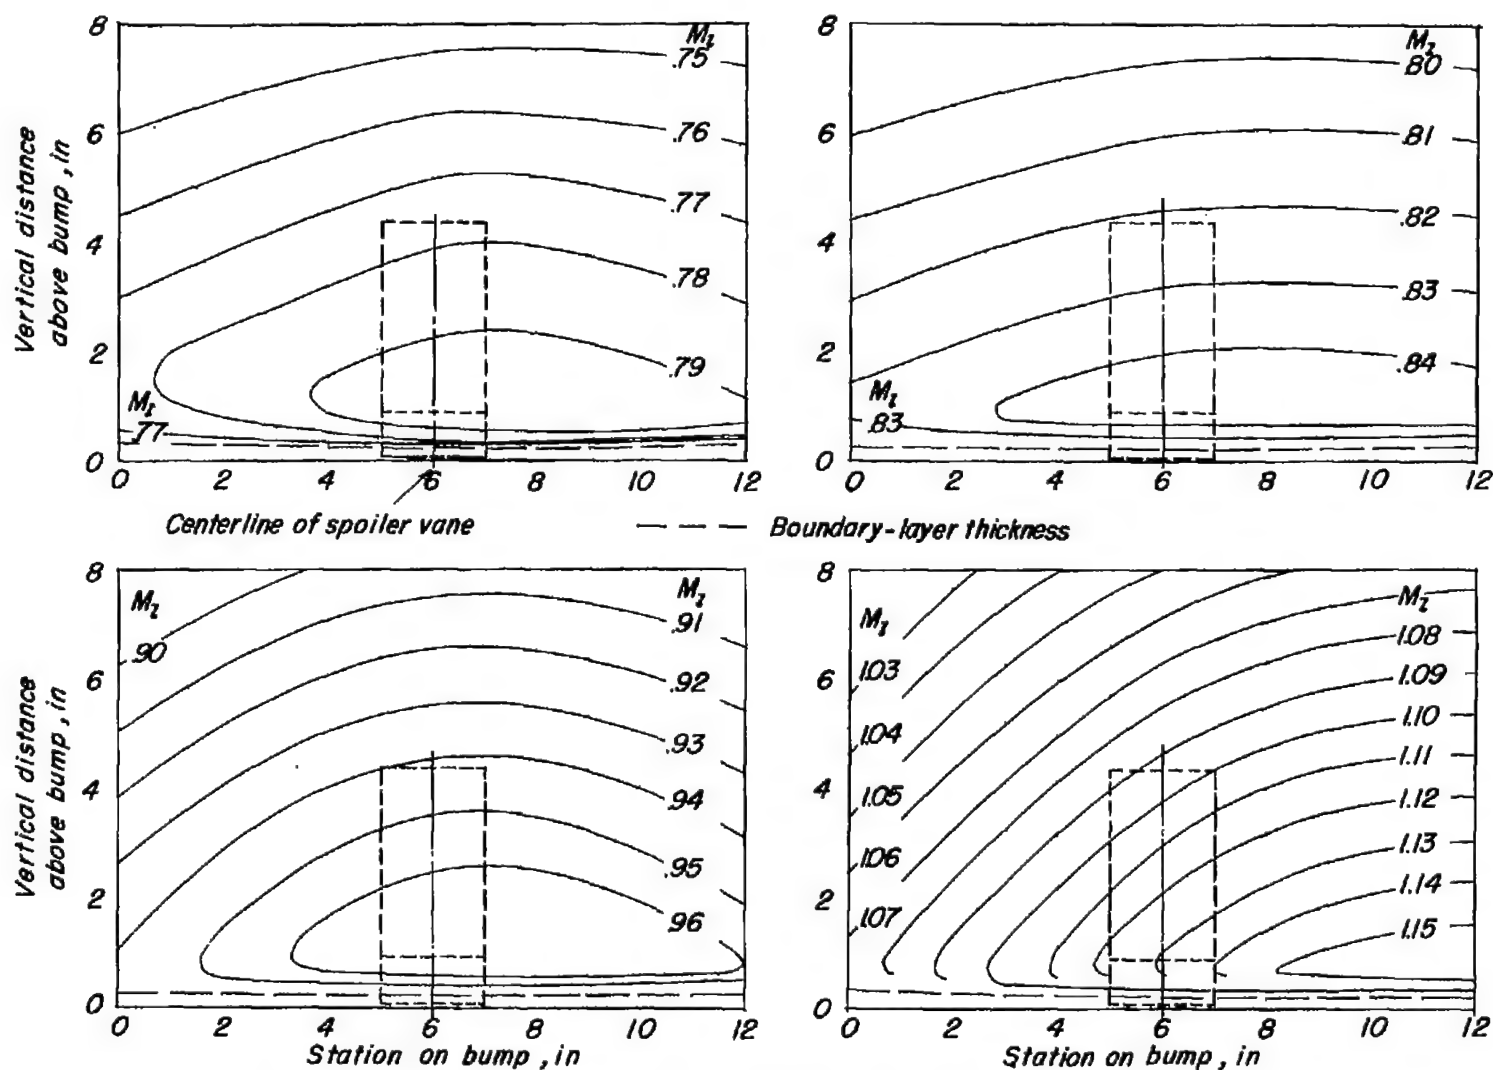 8
6
4
2
0
Vertical distance
above bump, in
M_l
.75
.76
.77
.78
.79
M_l
.77
0 2 4 6 8 10 12
8
6
4
2
0
M_l
.80
.81
.82
.83
.84
M_l
.83
0 2 4 6 8 10 12
Centerline of spoiler vane
Boundary-layer thickness
8
6
4
2
0
Vertical distance
above bump, in
M_l
.90
M_l
.91
.92
.93
.94
.95
.96
0 2 4 6 8 10 12
Station on bump, in
8
6
4
2
0
M_l
1.03
1.04
1.05
1.06
1.07
M_l
1.08
1.09
1.10
1.11
1.12
1.13
1.14
1.15
0 2 4 6 8 10 12
Station on bump, in